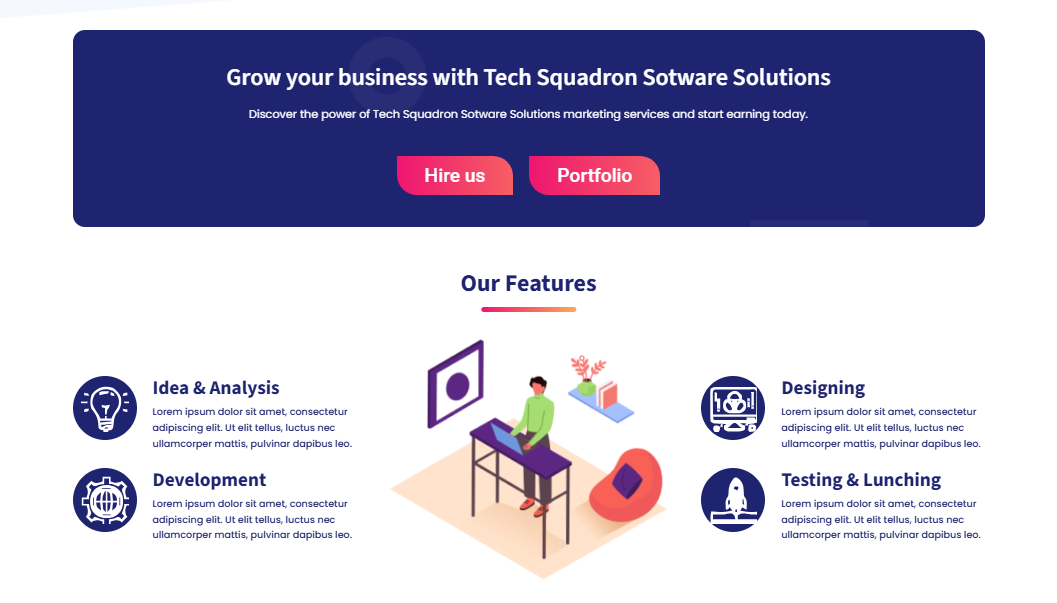 Grow your business with Tech Squadron Sotware Solutions
Discover the power of Tech Squadron Sotware Solutions marketing services and start earning today.
Hire us
Portfolio
Our Features
Idea & Analysis
Lorem ipsum dolor sit amet, consectetur
adipiscing elit. Ut elit tellus, luctus nec
ullamcorper mattis, pulvinar dapibus leo.
Development
Lorem ipsum dolor sit amet, consectetur
adipiscing elit. Ut elit tellus, luctus nec
ullamcorper mattis, pulvinar dapibus leo.
Designing
Lorem ipsum dolor sit amet, consectetur
adipiscing elit. Ut elit tellus, luctus nec
ullamcorper mattis, pulvinar dapibus leo.
Testing & Lunching
Lorem ipsum dolor sit amet, consectetur
adipiscing elit. Ut elit tellus, luctus nec
ullamcorper mattis, pulvinar dapibus leo.